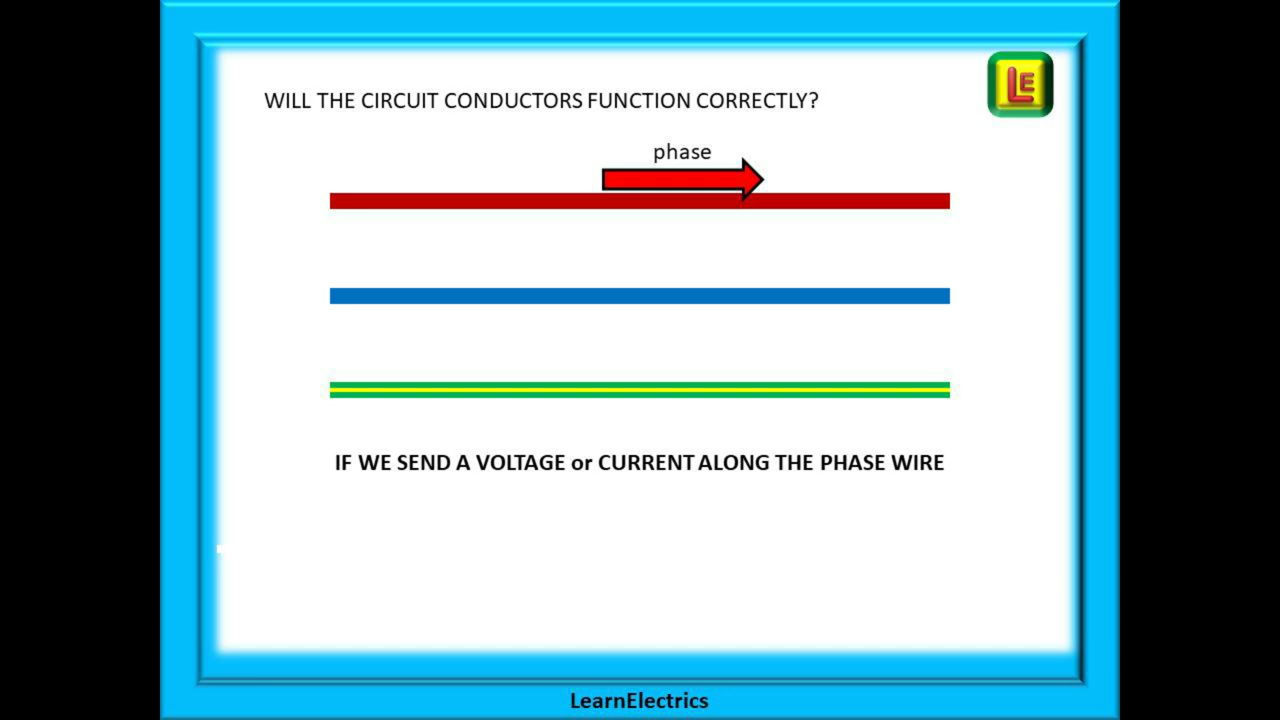 WILL THE CIRCUIT CONDUCTORS FUNCTION CORRECTLY?
LE
phase
IF WE SEND A VOLTAGE or CURRENT ALONG THE PHASE WIRE
LearnElectrics